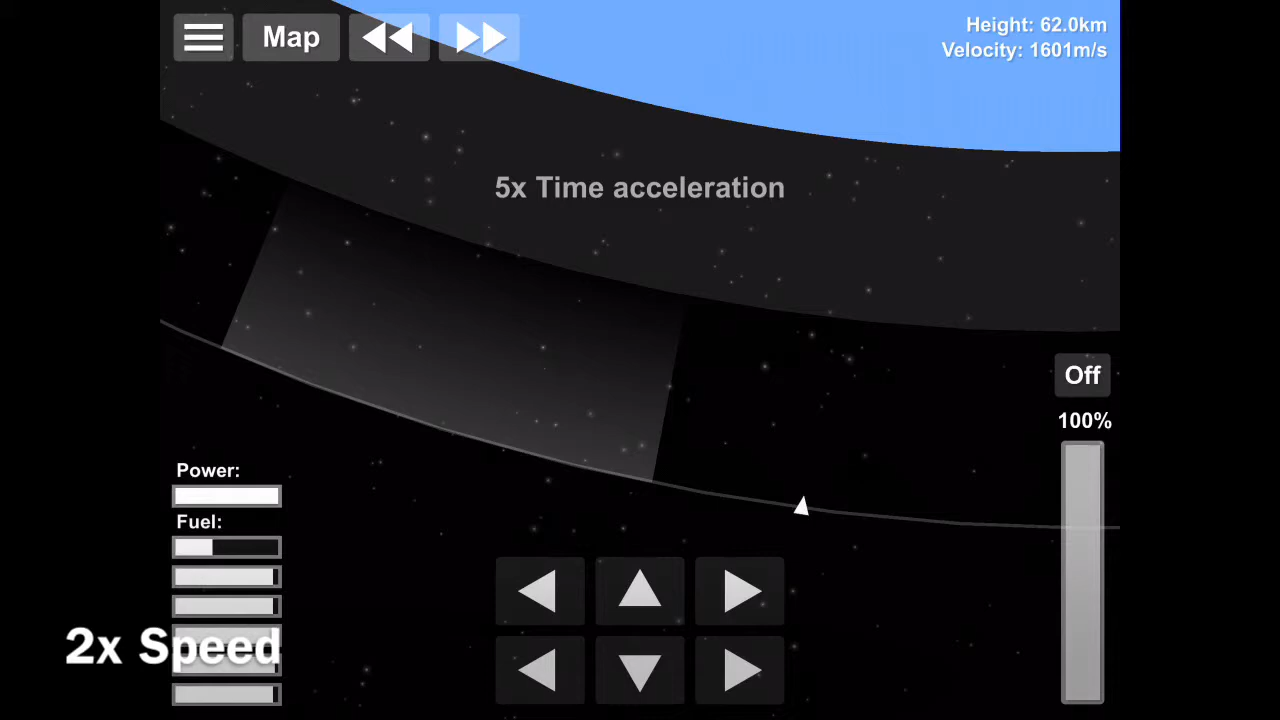 Map
Height: 62.0km
Velocity: 1601m/s
5x Time acceleration
Off
100%
Power:
Fuel:
2x Speed